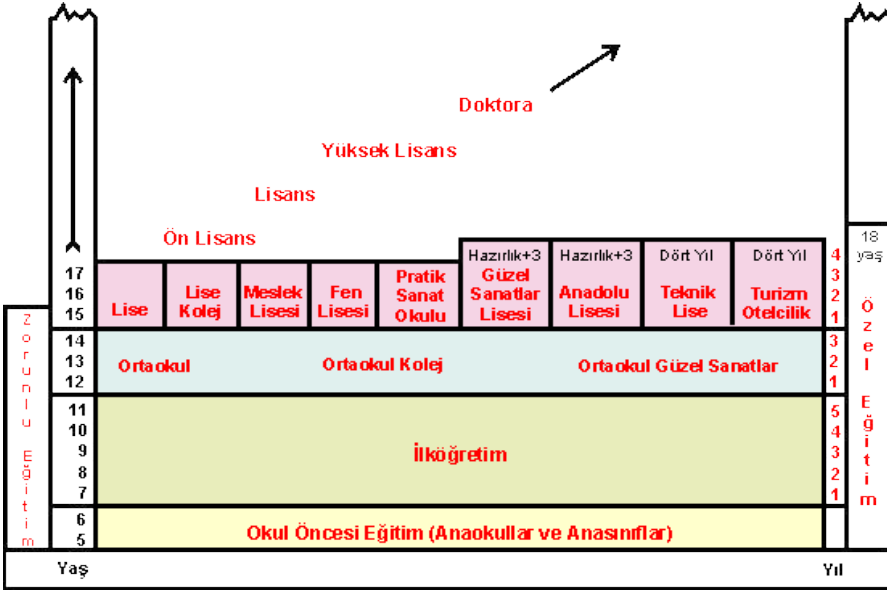 Doktora
Yüksek Lisans
Lisans
Ön Lisans
Hazırlık+3
Hazırlık+3
Dört Yıl
Dört Yıl
4
18
yaş
17
16
15
Lise
Lise
Kolej
Meslek
Lisesi
Fen
Lisesi
Pratik
Sanat
Okulu
Güzel
Sanatlar
Lisesi
Anadolu
Lisesi
Teknik
Lise
Turizm
Otelcilik
3
2
1
14
13
12
Ortaokul
Ortaokul Kolej
Ortaokul Güzel Sanatlar
3
2
1
11
10
9
8
7
İlköğretim
5
4
3
2
1
6
5
Okul Öncesi Eğitim (Anaokullar ve Anasınıflar)
Zorunlu Eğitim
Özel Eğitim
Yaş
Yıl